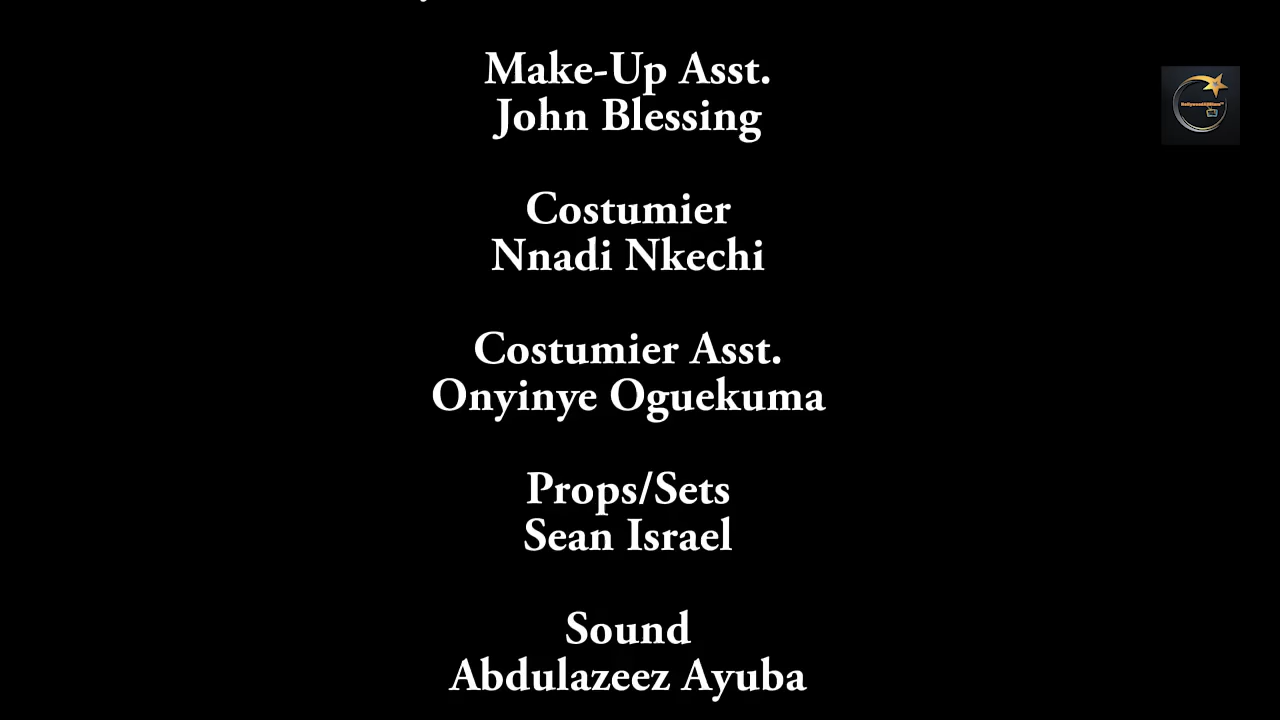 Make-Up Asst.
John Blessing
Costumier
Nnadi Nkechi
Costumier Asst.
Onyinye Oguekuma
Props/Sets
Sean Israel
Sound
Abdulazeez Ayuba